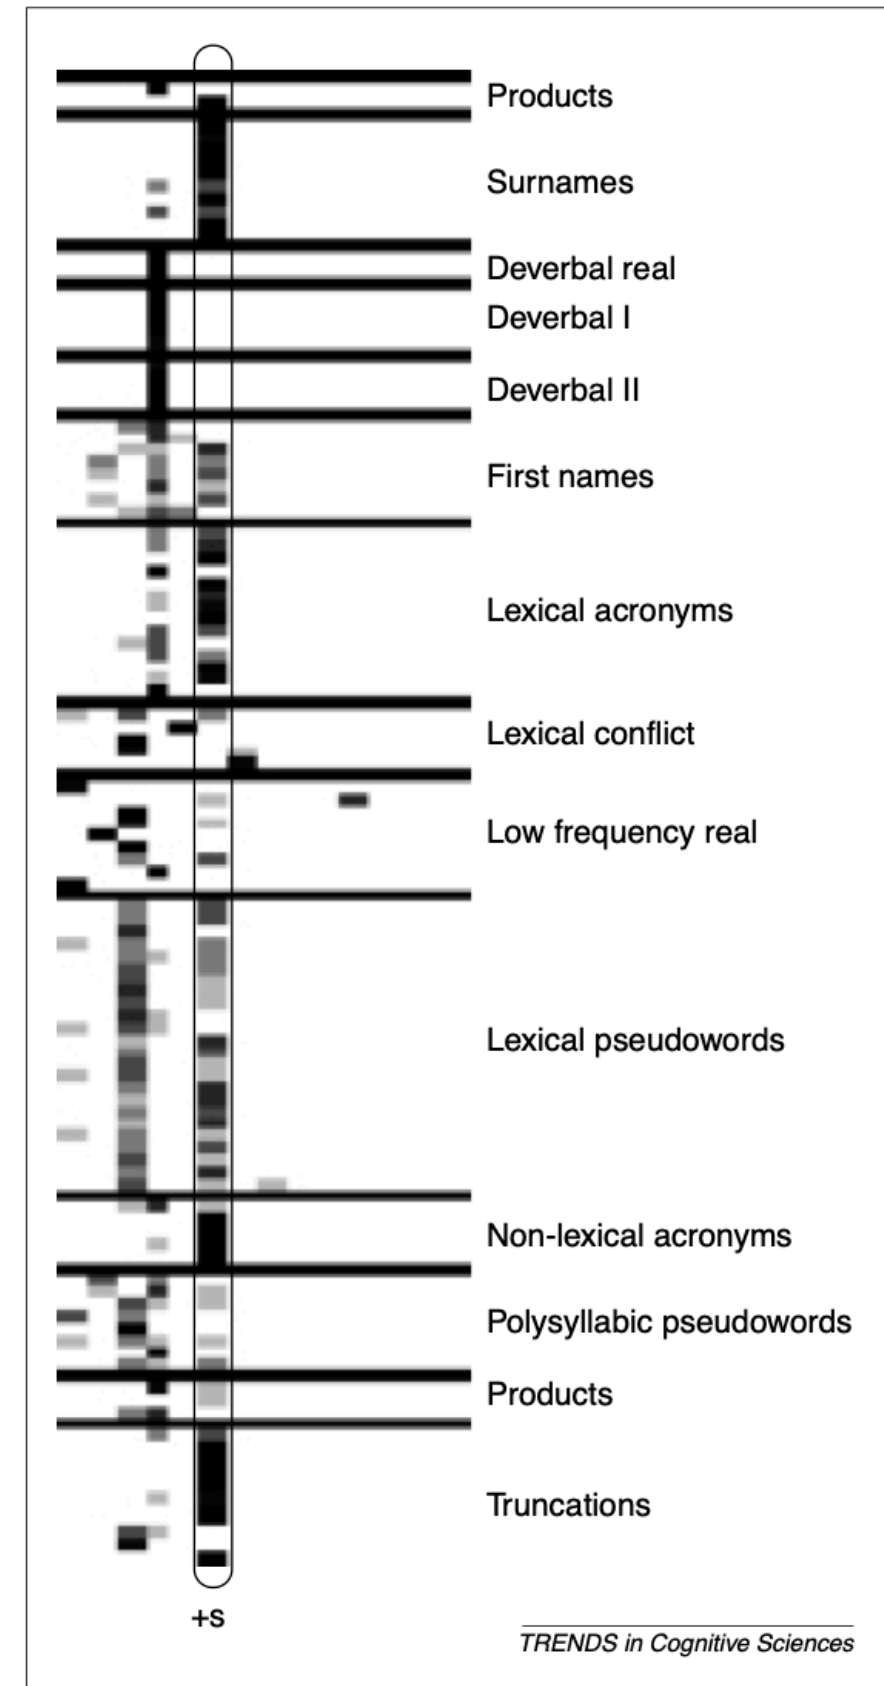 Products
Surnames
Deverbal real
Deverbal I
Deverbal II
First names
Lexical acronyms
Lexical conflict
Low frequency real
Lexical pseudowords
Non-lexical acronyms
Polysyllabic pseudowords
Products
Truncations
+s
TRENDS in Cognitive Sciences